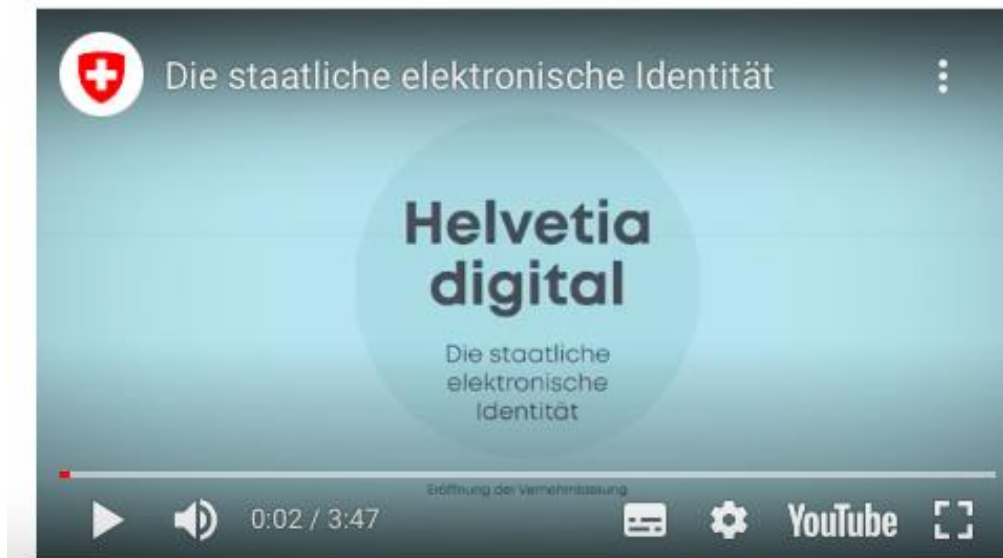 Die staatliche elektronische Identität
Helvetia
digital
Die staatliche
elektronische
Identität
Eröffnung der Vernehmlassung
0:02 / 3:47
YouTube